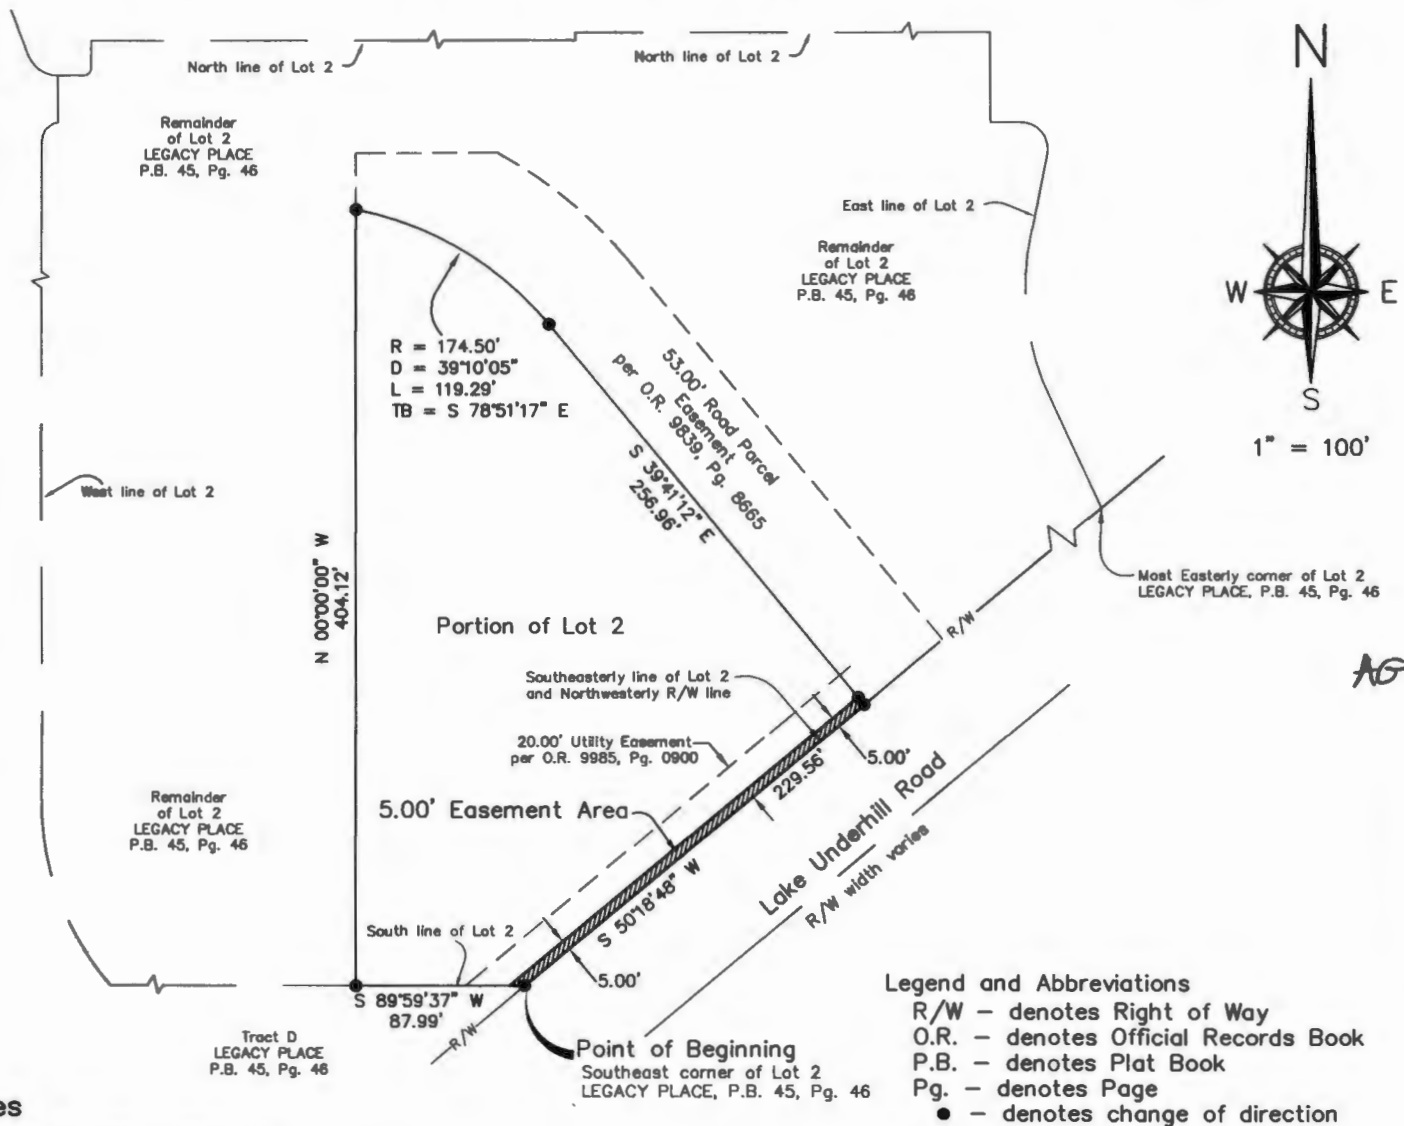 North line of Lot 2
North line of Lot 2
N
Remainder
of Lot 2
LEGACY PLACE
P.B. 45, Pg. 46
East line of Lot 2
Remainder
of Lot 2
LEGACY PLACE
P.B. 45, Pg. 46
W
E
S
1" = 100'
R = 174.50'
D = 39°10'05"
L = 119.29'
TB = S 78°51'17" E
53.00' Road Parcel
Easement
per O.R. 9839, Pg. 8665
S 39°41'12" E
256.96'
West line of Lot 2
N 00°00'00" W
404.12'
Most Easterly corner of Lot 2
LEGACY PLACE, P.B. 45, Pg. 46
R/W
Portion of Lot 2
AG
Southeasterly line of Lot 2
and Northwesterly R/W line
20.00' Utility Easement
per O.R. 9985, Pg. 0900
5.00'
229.56'
5.00' Easement Area
Remainder
of Lot 2
LEGACY PLACE
P.B. 45, Pg. 46
Lake Underhill Road
R/W width varies
S 50°18'48" W
South line of Lot 2
5.00'
S 89°59'37" W
87.99'
R/W
Tract D
LEGACY PLACE
P.B. 45, Pg. 46
Point of Beginning
Southeast corner of Lot 2
LEGACY PLACE, P.B. 45, Pg. 46
Legend and Abbreviations
R/W – denotes Right of Way
O.R. – denotes Official Records Book
P.B. – denotes Plat Book
Pg. – denotes Page
● – denotes change of direction
es